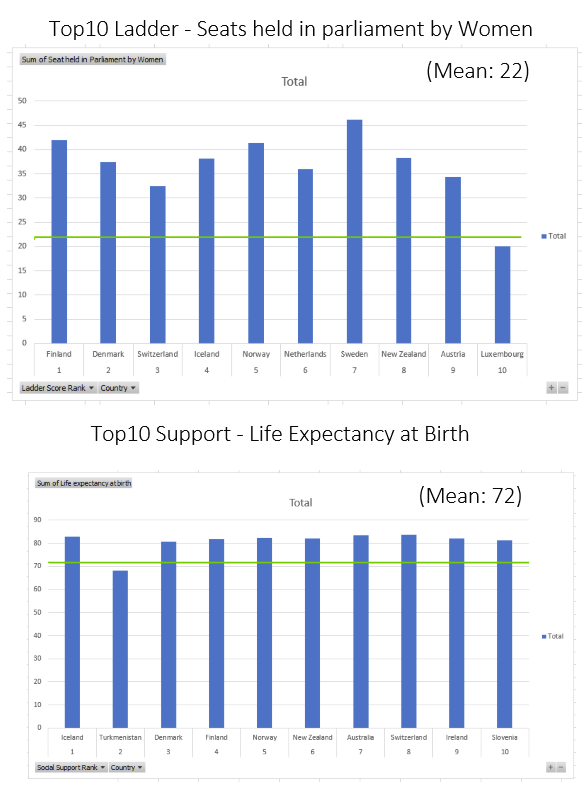 Top10 Ladder - Seats held in parliament by Women
Sum of Seat held in Parliament by Women
(Mean: 22)
Total
50
45
40
35
30
25
20
15
10
5
0
Total
Finland Denmark Switzerland Iceland Norway Netherlands Sweden New Zealand Austria Luxembourg
1 2 3 4 5 6 7 8 9 10
Ladder Score Rank Country
Top10 Support - Life Expectancy at Birth
Sum of Life expectancy at birth
(Mean: 72)
Total
90
80
70
60
50
40
30
20
10
0
Total
Iceland Turkmenistan Denmark Finland Norway New Zealand Australia Switzerland Ireland Slovenia
1 2 3 4 5 6 7 8 9 10
Social Support Rank Country